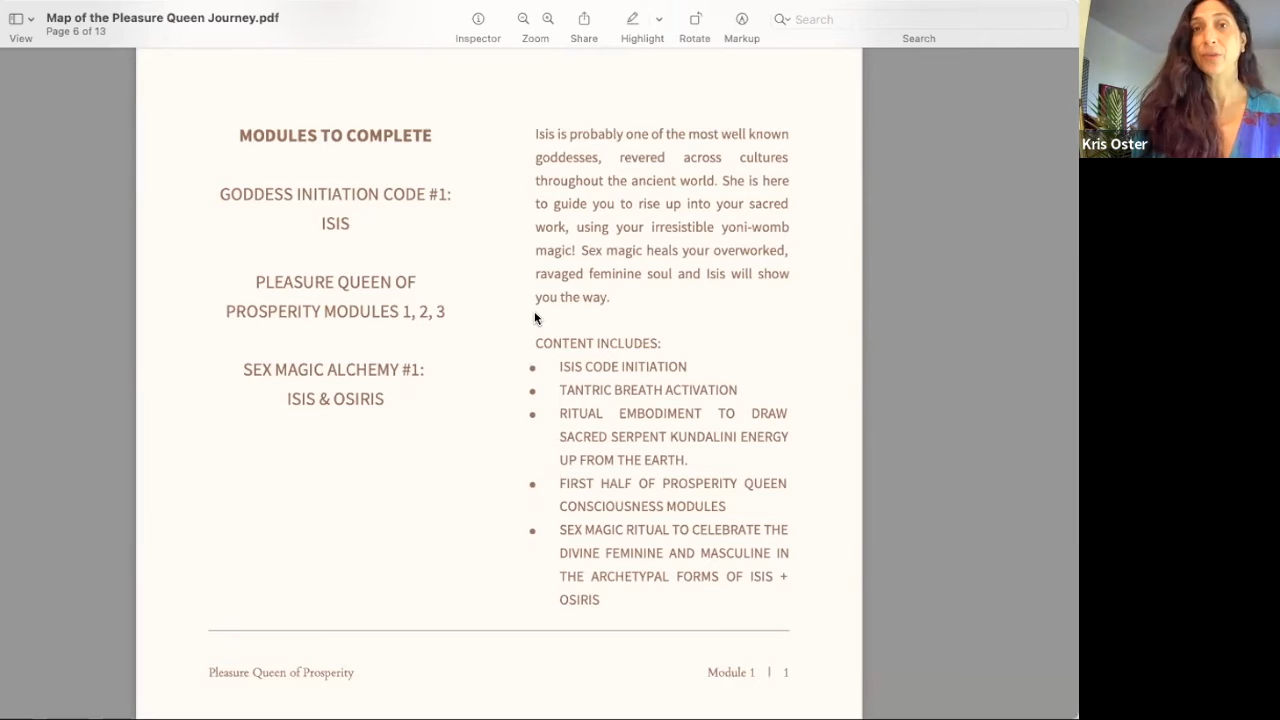 Map of the Pleasure Queen Journey.pdf
Page 6 of 13
View
Inspector
Zoom
Share
Highlight
Rotate
Markup
Search
Search
Kris Oster
MODULES TO COMPLETE
GODDESS INITIATION CODE #1:
ISIS
PLEASURE QUEEN OF
PROSPERITY MODULES 1, 2, 3
SEX MAGIC ALCHEMY #1:
ISIS & OSIRIS
Isis is probably one of the most well known
goddesses, revered across cultures
throughout the ancient world. She is here
to guide you to rise up into your sacred
work, using your irresistible yoni-womb
magic! Sex magic heals your overworked,
ravaged feminine soul and Isis will show
you the way.
CONTENT INCLUDES:
• ISIS CODE INITIATION
• TANTRIC BREATH ACTIVATION
• RITUAL EMBODIMENT TO DRAW
SACRED SERPENT KUNDALINI ENERGY
UP FROM THE EARTH.
• FIRST HALF OF PROSPERITY QUEEN
CONSCIOUSNESS MODULES
• SEX MAGIC RITUAL TO CELEBRATE THE
DIVINE FEMININE AND MASCULINE IN
THE ARCHETYPAL FORMS OF ISIS +
OSIRIS
Pleasure Queen of Prosperity
Module 1 | 1